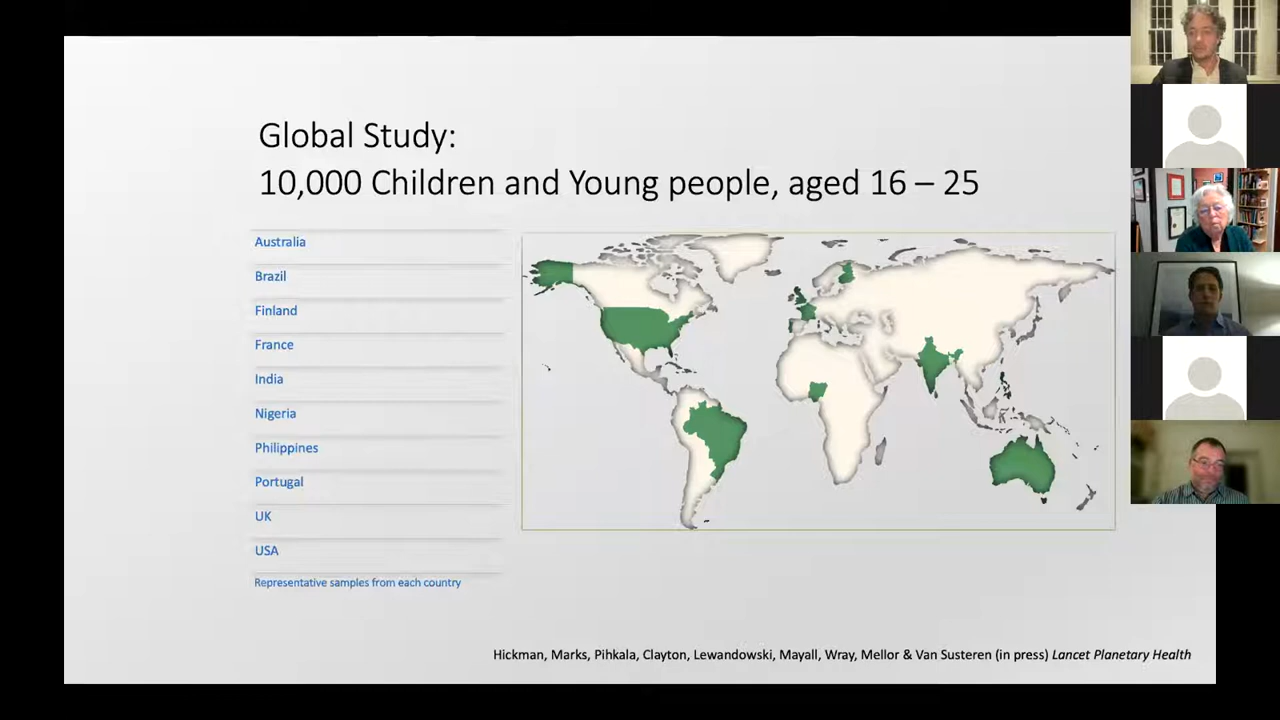 Global Study:
10,000 Children and Young people, aged 16 – 25
Australia
Brazil
Finland
France
India
Nigeria
Philippines
Portugal
UK
USA
Representative samples from each country
Hickman, Marks, Pihkala, Clayton, Lewandowski, Mayall, Wray, Mellor & Van Susteren (in press) Lancet Planetary Health